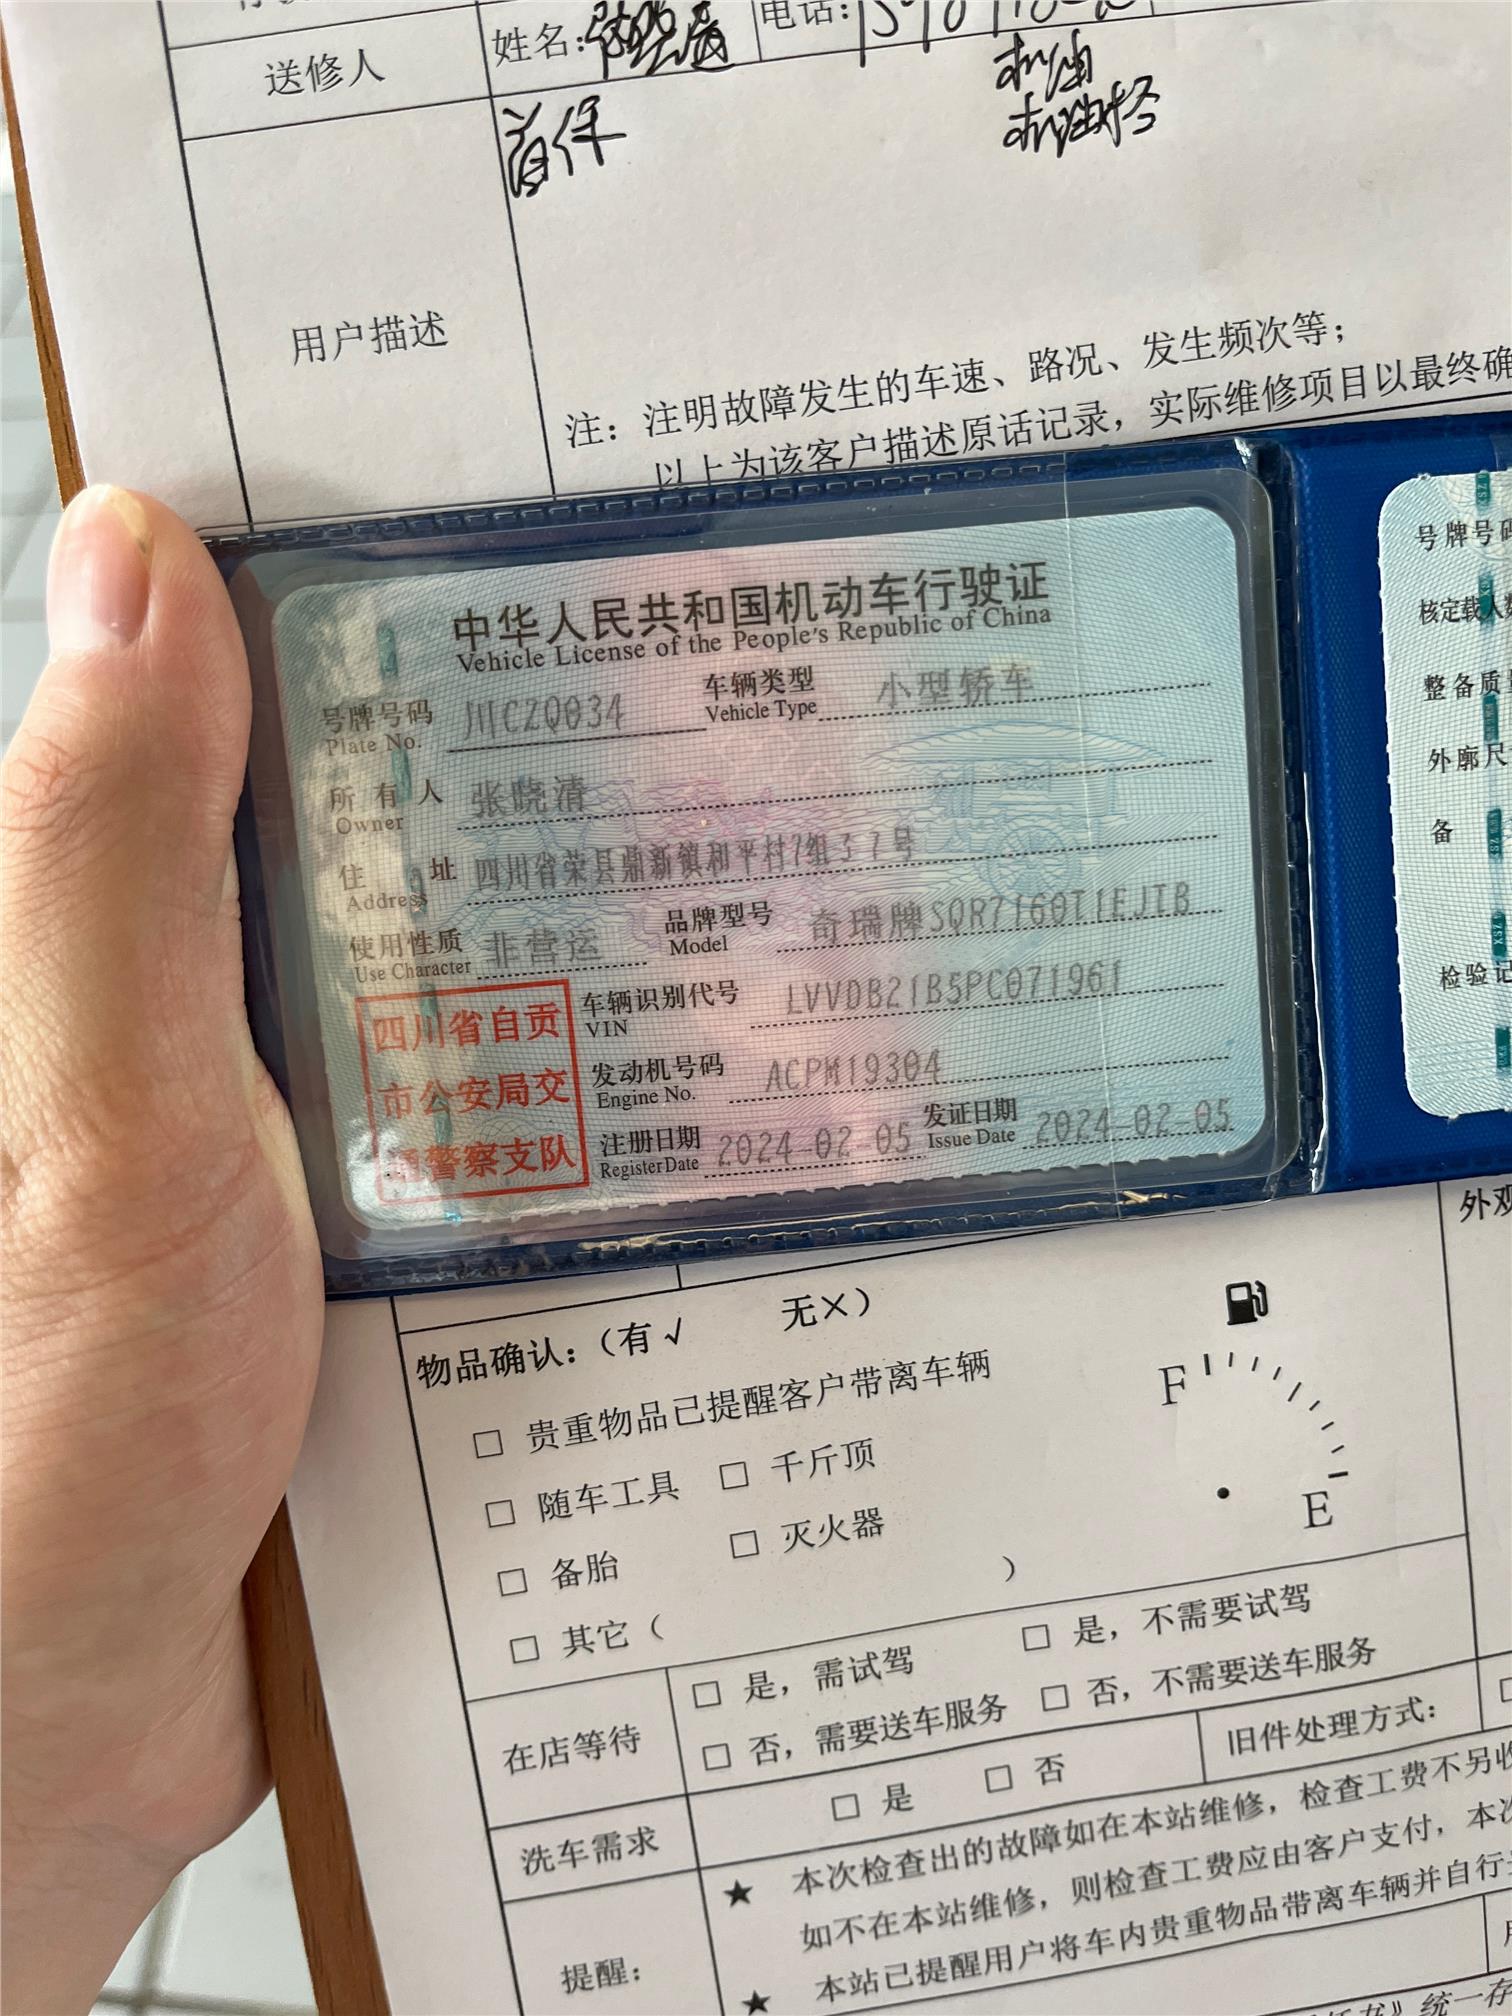 送修人
姓名:
电话:
机油
机油格
首保
用户描述
注：注明故障发生的车速、路况、发生频次等；
以上为该客户描述原话记录，实际维修项目以最终确
中华人民共和国机动车行驶证
Vehicle License of the People's Republic of China
号牌号码 川CZQ034 车辆类型 小型轿车
Plate No. Vehicle Type
所有人 张晓清
Owner
住址 四川省荣县鼎新镇和平村7组37号
Address
使用性质 非营运 品牌型号 奇瑞牌SQR7160T1EJTB
Use Character Model
车辆识别代号 LVVDB21B5PC071961
VIN
发动机号码 ACPM19304
Engine No.
注册日期 2024-02-05 发证日期 2024-02-05
Register Date Issue Date
四川省自贡
市公安局交
通警察支队
号牌号码
核定载人
整备质
外廓尺
备
检验记
外观
物品确认：（有√ 无×）
□ 贵重物品已提醒客户带离车辆
□ 随车工具 □ 千斤顶
□ 备胎 □ 灭火器
□ 其它（ ）
F
E
在店等待
□ 是，需试驾 □ 是，不需要试驾
□ 否，需要送车服务 □ 否，不需要送车服务
洗车需求
□ 是 □ 否
旧件处理方式：
提醒：
★ 本次检查出的故障如在本站维修，检查工费不另收
如不在本站维修，则检查工费应由客户支付，本次
★ 本站已提醒用户将车内贵重物品带离车辆并自行
》统一存